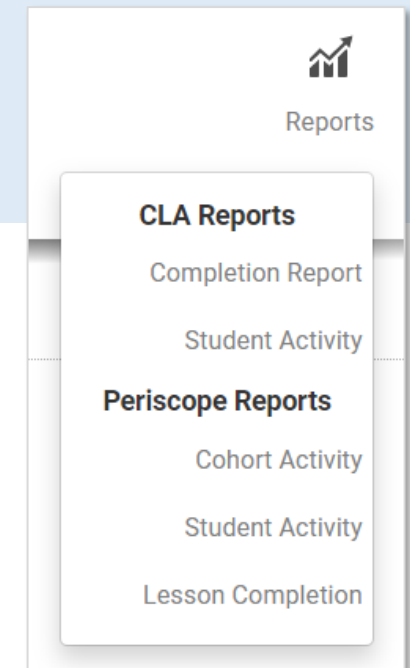 Reports
CLA Reports
Completion Report
Student Activity
Periscope Reports
Cohort Activity
Student Activity
Lesson Completion